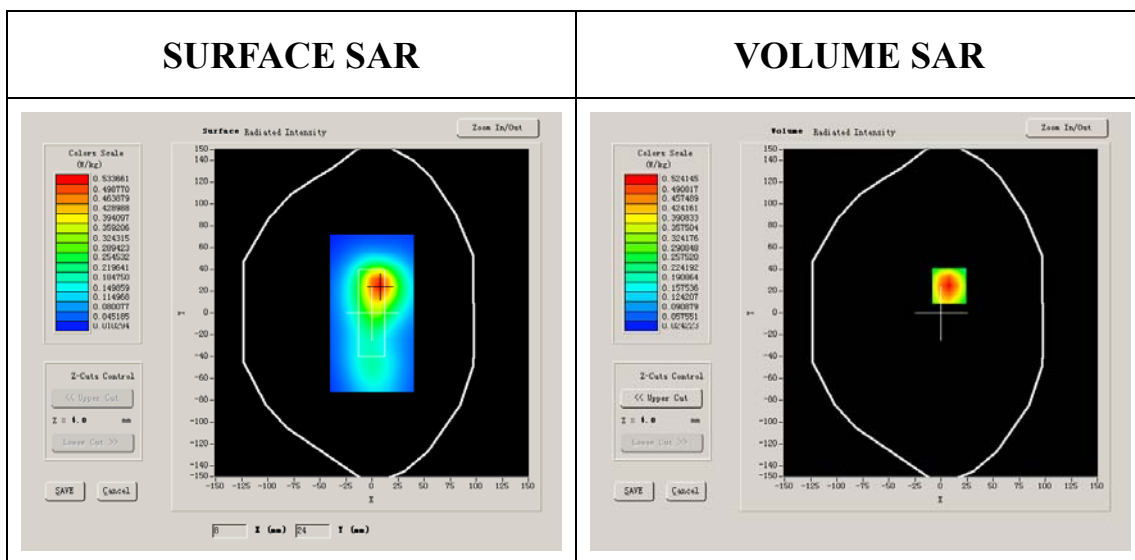 SURFACE SAR
VOLUME SAR
Surface Radiated Intensity
Zoom In/Out
Colors Scale
(W/kg)
0.533661
0.498770
0.463879
0.428988
0.394097
0.359206
0.324315
0.289423
0.254532
0.219641
0.184750
0.149859
0.114968
0.080077
0.045185
0.010294
150
140
120
100
80
60
40
20
0
-20
-40
-60
-80
-100
-120
-140
-150
Y
-150 -125 -100 -75 -50 -25 0 25 50 75 100 125 150
X
Z-Cuts Control
<< Upper Cut
Z = 4.0 mm
Lower Cut >>
SAVE Cancel
8 X (mm) 24 Y (mm)
Volume Radiated Intensity
Zoom In/Out
Colors Scale
(W/kg)
0.524145
0.490817
0.457489
0.424161
0.390833
0.357504
0.324176
0.290848
0.257520
0.224192
0.190864
0.157536
0.124207
0.090879
0.057551
0.024223
150
140
120
100
80
60
40
20
0
-20
-40
-60
-80
-100
-120
-140
-150
Y
-150 -125 -100 -75 -50 -25 0 25 50 75 100 125 150
X
Z-Cuts Control
<< Upper Cut
Z = 4.0 mm
Lower Cut >>
SAVE Cancel